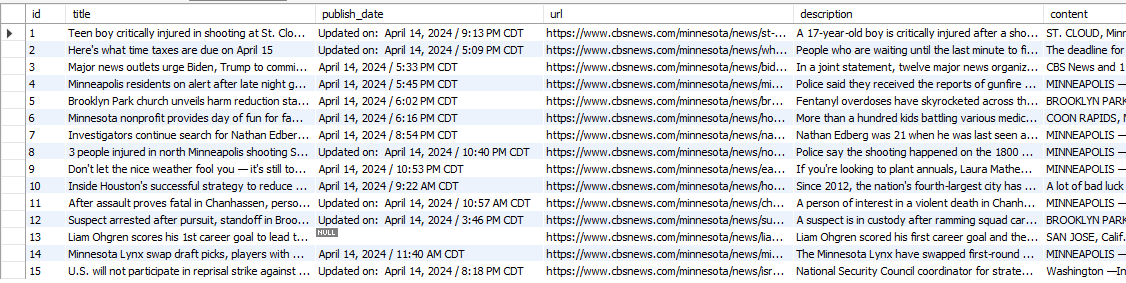 id title publish_date url description content
1 Teen boy critically injured in shooting at St. Clo... Updated on: April 14, 2024 / 9:13 PM CDT https://www.cbsnews.com/minnesota/news/st-... A 17-year-old boy is critically injured after a sho... ST. CLOUD, Minn
2 Here's what time taxes are due on April 15 Updated on: April 14, 2024 / 5:09 PM CDT https://www.cbsnews.com/minnesota/news/wh... People who are waiting until the last minute to fi... The deadline for
3 Major news outlets urge Biden, Trump to commi... April 14, 2024 / 5:33 PM CDT https://www.cbsnews.com/minnesota/news/bid... In a joint statement, twelve major news organiz... CBS News and 1
4 Minneapolis residents on alert after late night g... April 14, 2024 / 5:45 PM CDT https://www.cbsnews.com/minnesota/news/mi... Police said they received the reports of gunfire ... MINNEAPOLIS —
5 Brooklyn Park church unveils harm reduction sta... April 14, 2024 / 6:02 PM CDT https://www.cbsnews.com/minnesota/news/br... Fentanyl overdoses have skyrocketed across th... BROOKLYN PARK
6 Minnesota nonprofit provides day of fun for fa... April 14, 2024 / 6:16 PM CDT https://www.cbsnews.com/minnesota/news/mo... More than a hundred kids battling various medic... COON RAPIDS, M
7 Investigators continue search for Nathan Edber... April 14, 2024 / 8:54 PM CDT https://www.cbsnews.com/minnesota/news/na... Nathan Edberg was 21 when he was last seen a... MINNEAPOLIS —
8 3 people injured in north Minneapolis shooting S... Updated on: April 14, 2024 / 10:40 PM CDT https://www.cbsnews.com/minnesota/news/no... Police say the shooting happened on the 1800 ... MINNEAPOLIS —
9 Don't let the nice weather fool you — it's still to... April 14, 2024 / 10:53 PM CDT https://www.cbsnews.com/minnesota/news/ea... If you're looking to plant annuals, Laura Mathe... MINNEAPOLIS —
10 Inside Houston's successful strategy to reduce ... April 14, 2024 / 9:22 AM CDT https://www.cbsnews.com/minnesota/news/ho... Since 2012, the nation's fourth-largest city has ... A lot of bad luck
11 After assault proves fatal in Chanhassen, perso... Updated on: April 14, 2024 / 10:57 AM CDT https://www.cbsnews.com/minnesota/news/ch... A person of interest in a violent death in Chanh... MINNEAPOLIS —
12 Suspect arrested after pursuit, standoff in Broo... Updated on: April 14, 2024 / 3:46 PM CDT https://www.cbsnews.com/minnesota/news/su... A suspect is in custody after ramming squad car... BROOKLYN PARK
13 Liam Ohgren scores his 1st career goal to lead t... NULL https://www.cbsnews.com/minnesota/news/lia... Liam Ohgren scored his first career goal and the... SAN JOSE, Calif.
14 Minnesota Lynx swap draft picks, players with ... April 14, 2024 / 11:40 AM CDT https://www.cbsnews.com/minnesota/news/mi... The Minnesota Lynx have swapped first-round ... MINNEAPOLIS —
15 U.S. will not participate in reprisal strike against ... Updated on: April 14, 2024 / 8:18 PM CDT https://www.cbsnews.com/minnesota/news/isr... National Security Council coordinator for strate... Washington —In